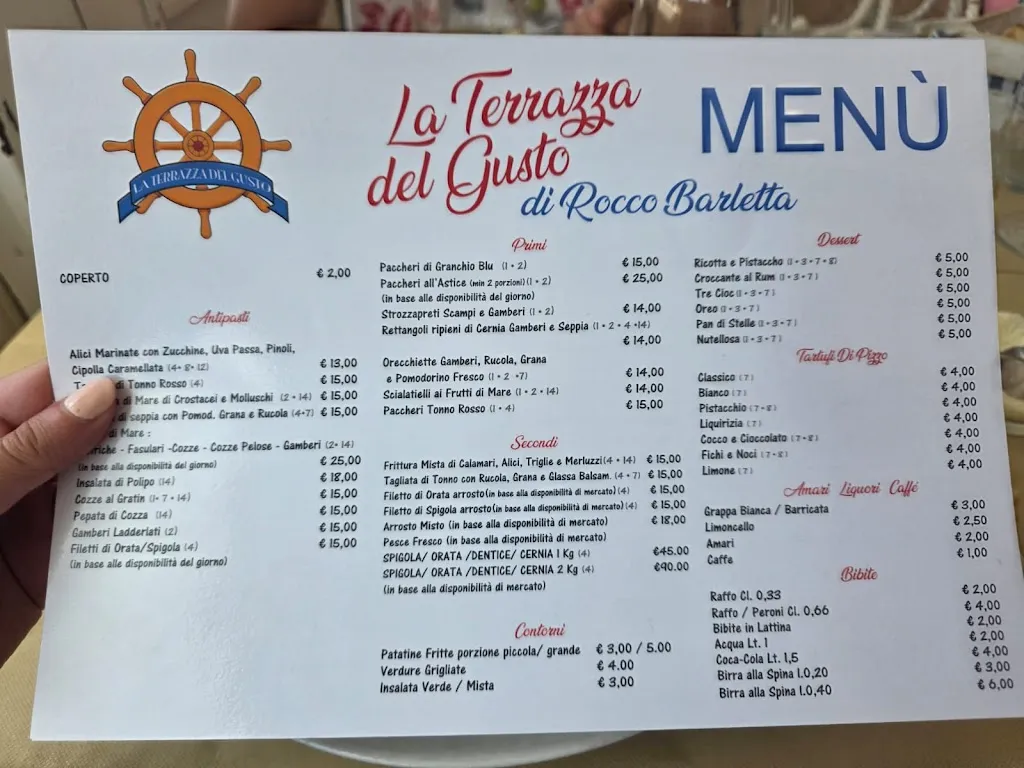 LA TERRAZZA DEL GUSTO
La Terrazza
del Gusto
di Rocco Barletta
MENÙ
COPERTO € 2,00
Antipasti
Alici Marinate con Zucchine, Uva Passa, Pinoli,
Cipolla Caramellata (4 • 8 • 12) € 13,00
di Tonno Rosso (4) € 15,00
di Mare di Crostacei e Molluschi (2 • 14) € 15,00
di seppia con Pomod. Grana e Rucola (4•7) € 15,00
di Mare :
- Fasulari -Cozze - Cozze Pelose - Gamberi (2• 14)
(in base alla disponibilità del giorno) € 25,00
Insalata di Polipo (14) € 18,00
Cozze al Gratin (1• 7 • 14) € 15,00
Pepata di Cozza (14) € 15,00
Gamberi Ladderiati (2) € 15,00
Filetti di Orata/Spigola (4) € 15,00
(in base alle disponibilità del giorno)
Primi
Paccheri di Granchio Blu (1 • 2) € 15,00
Paccheri all'Astice (min 2 porzioni) (1 • 2) € 25,00
(in base alle disponibilità del giorno)
Strozzapreti Scampi e Gamberi (1 • 2) € 14,00
Rettangoli ripieni di Cernia Gamberi e Seppia (1 • 2 • 4 •14)
€ 14,00
Orecchiette Gamberi, Rucola, Grana
e Pomodorino Fresco (1 • 2 •7) € 14,00
Scialatielli ai Frutti di Mare (1 • 2 • 14) € 14,00
Paccheri Tonno Rosso (1 • 4) € 15,00
Secondi
Frittura Mista di Calamari, Alici, Triglie e Merluzzi(4 • 14) € 15,00
Tagliata di Tonno con Rucola, Grana e Glassa Balsam. (4 • 7) € 15,00
Filetto di Orata arrosto(in base alla disponibilità di mercato) (4) € 15,00
Filetto di Spigola arrosto(in base alla disponibilità di mercato) (4) € 15,00
Arrosto Misto (in base alla disponibilità di mercato) € 18,00
Pesce Fresco (in base alla disponibilità di mercato)
SPIGOLA/ ORATA /DENTICE/ CERNIA 1 Kg (4) €45.00
SPIGOLA/ ORATA /DENTICE/ CERNIA 2 Kg (4) €90.00
(in base alla disponibilità di mercato)
Contorni
Patatine Fritte porzione piccola/ grande € 3,00 / 5.00
Verdure Grigliate € 4.00
Insalata Verde / Mista € 3,00
Dessert
Ricotta e Pistacchio (1 • 3 • 7 • 8) € 5,00
Croccante al Rum (1 • 3 • 7) € 5,00
Tre Cioc (1 • 3 • 7) € 5,00
Oreo (1 • 3 • 7) € 5,00
Pan di Stelle (1 • 3 • 7) € 5,00
Nutellosa (1 • 3 • 7) € 5,00
Tartufi Di Pizzo
Classico (7) € 4,00
Bianco (7) € 4,00
Pistacchio (7 • 8) € 4,00
Liquirizia (7) € 4,00
Cocco e Cioccolato (7 • 8) € 4,00
Fichi e Noci (7 • 8) € 4,00
Limone (7) € 4,00
Amari Liquori Caffé
Grappa Bianca / Barricata € 3,00
Limoncello € 2,50
Amari € 2,00
Caffe € 1,00
Bibite
Raffo Cl. 0,33 € 2,00
Raffo / Peroni Cl. 0,66 € 4,00
Bibite in Lattina € 2,00
Acqua Lt. 1 € 2,00
Coca-Cola Lt. 1,5 € 4,00
Birra alla Spina 1.0,20 € 3,00
Birra alla Spina 1.0,40 € 6,00